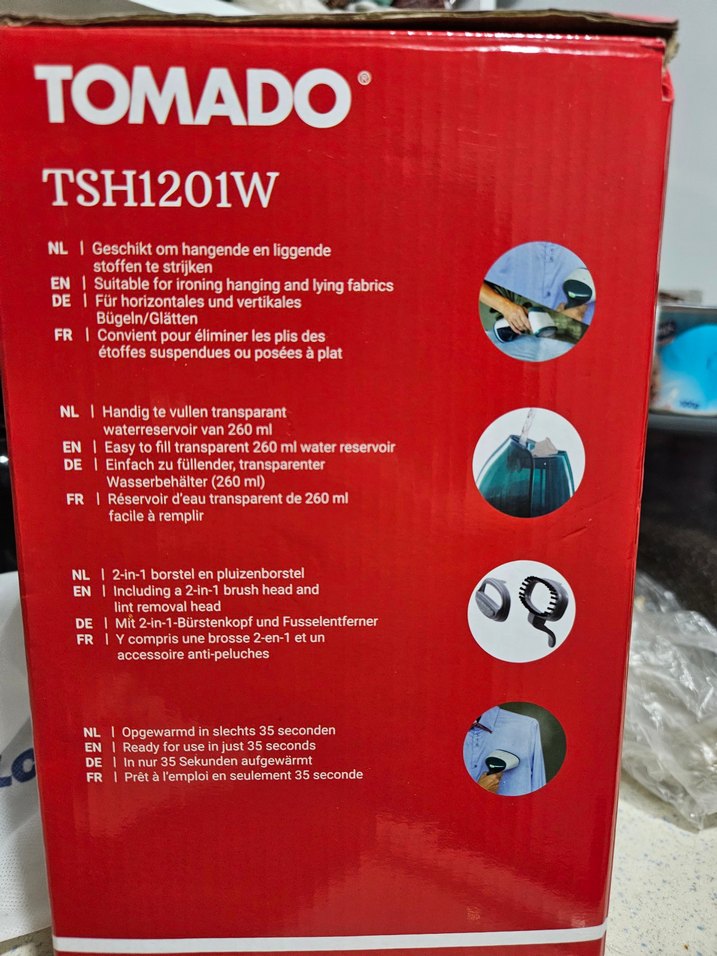 TOMADO®
TSH1201W
NL | Geschikt om hangende en liggende
stoffen te strijken
EN | Suitable for ironing hanging and lying fabrics
DE | Für horizontales und vertikales
Bügeln/Glätten
FR | Convient pour éliminer les plis des
étoffes suspendues ou posées à plat
NL | Handig te vullen transparant
waterreservoir van 260 ml
EN | Easy to fill transparent 260 ml water reservoir
DE | Einfach zu füllender, transparenter
Wasserbehälter (260 ml)
FR | Réservoir d'eau transparent de 260 ml
facile à remplir
NL | 2-in-1 borstel en pluizenborstel
EN | Including a 2-in-1 brush head and
lint removal head
DE | Mit 2-in-1-Bürstenkopf und Fusselentferner
FR | Y compris une brosse 2-en-1 et un
accessoire anti-peluches
NL | Opgewarmd in slechts 35 seconden
EN | Ready for use in just 35 seconds
DE | In nur 35 Sekunden aufgewärmt
FR | Prêt à l'emploi en seulement 35 seconde